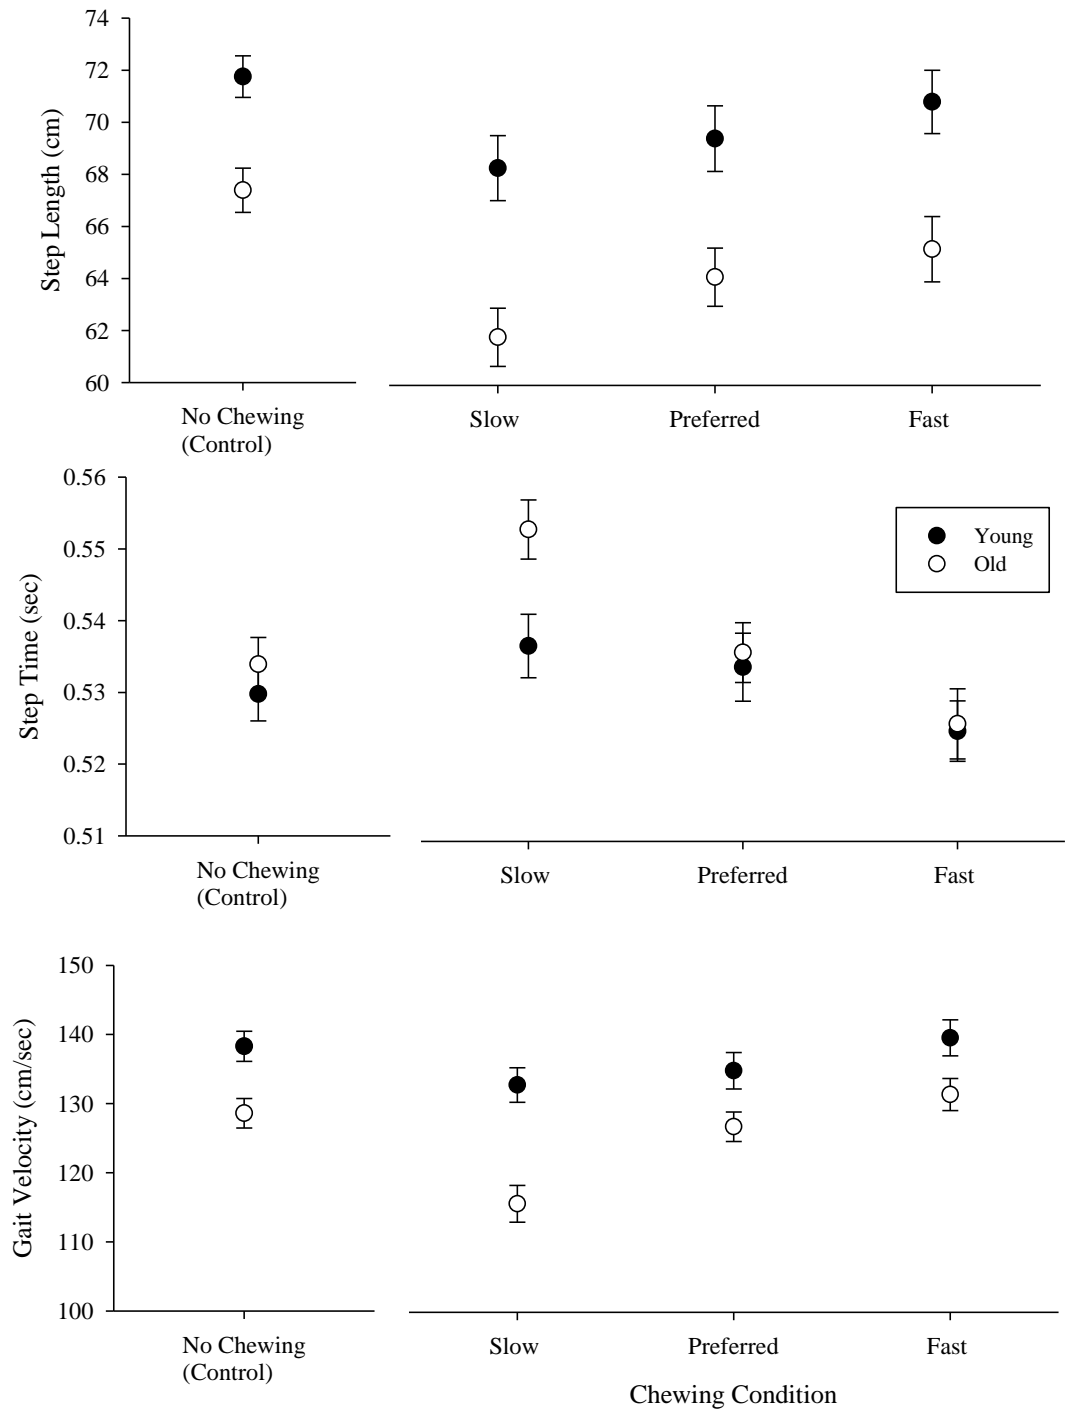 74
72
70
68
66
64
62
60
Step Length (cm)
No Chewing
(Control)
Slow
Preferred
Fast
0.56
0.55
0.54
0.53
0.52
0.51
Step Time (sec)
Young
Old
No Chewing
(Control)
Slow
Preferred
Fast
150
140
130
120
110
100
Gait Velocity (cm/sec)
No Chewing
(Control)
Slow
Preferred
Fast
Chewing Condition